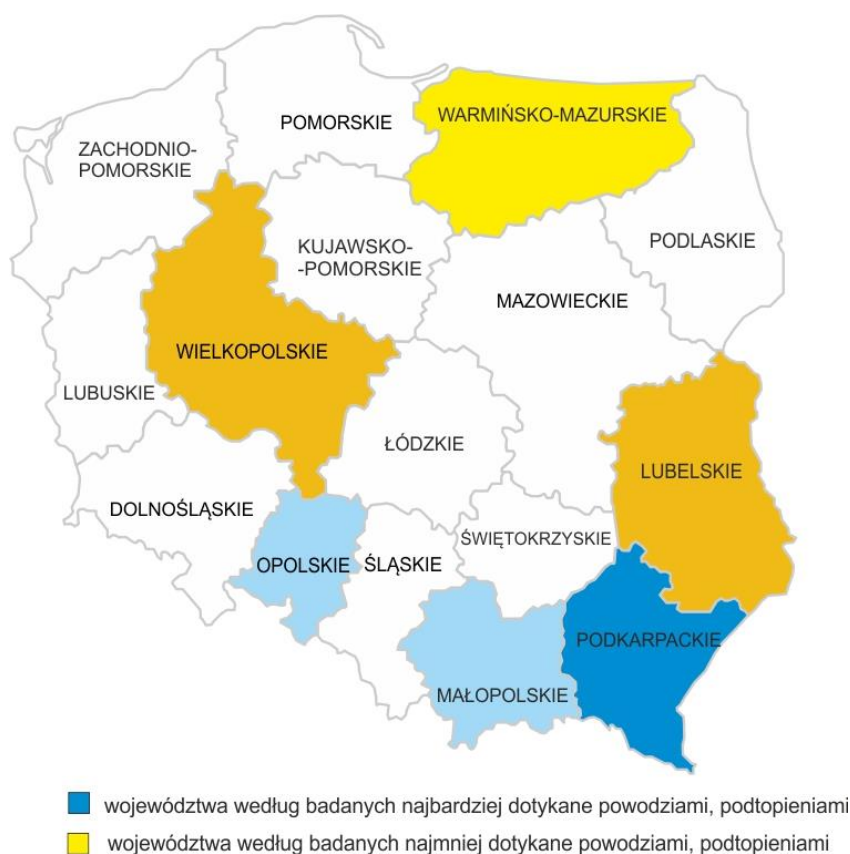 POMORSKIE
WARMIŃSKO-MAZURSKIE
ZACHODNIO-
POMORSKIE
KUJAWSKO-
-POMORSKIE
PODLASKIE
MAZOWIECKIE
WIELKOPOLSKIE
LUBUSKIE
ŁÓDZKIE
LUBELSKIE
DOLNOŚLĄSKIE
ŚWIĘTOKRZYSKIE
OPOLSKIE
ŚLĄSKIE
PODKARPACKIE
MAŁOPOLSKIE
województwa według badanych najbardziej dotykane powodziami, podtopieniami
województwa według badanych najmniej dotykane powodziami, podtopieniami